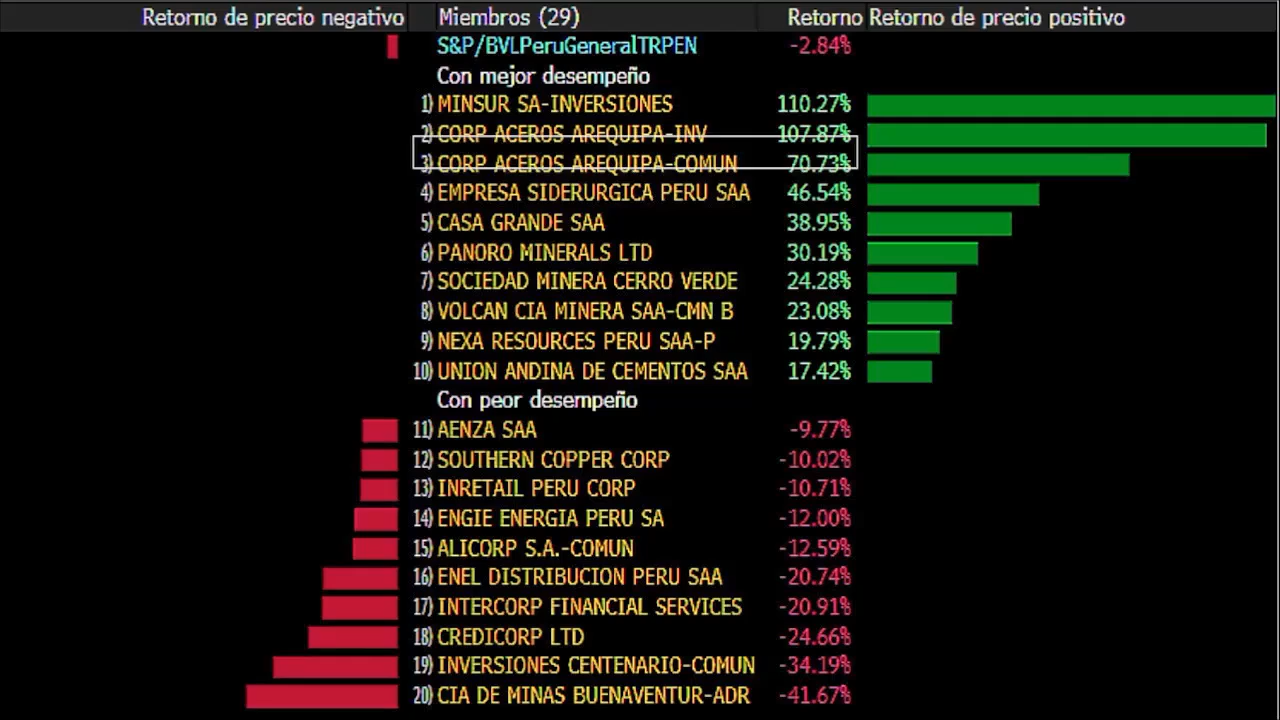 Retorno de precio negativo Miembros (29) Retorno Retorno de precio positivo
S&P/BVLPeruGeneralTRPEN -2.84%
Con mejor desempeño
1) MINSUR SA-INVERSIONES 110.27%
2) CORP ACEROS AREQUIPA-INV 107.87%
3) CORP ACEROS AREQUIPA-COMUN 70.73%
4) EMPRESA SIDERURGICA PERU SAA 46.54%
5) CASA GRANDE SAA 38.95%
6) PANORO MINERALS LTD 30.19%
7) SOCIEDAD MINERA CERRO VERDE 24.28%
8) VOLCAN CIA MINERA SAA-CMN B 23.08%
9) NEXA RESOURCES PERU SAA-P 19.79%
10) UNION ANDINA DE CEMENTOS SAA 17.42%
Con peor desempeño
11) AENZA SAA -9.77%
12) SOUTHERN COPPER CORP -10.02%
13) INRETAIL PERU CORP -10.71%
14) ENGIE ENERGIA PERU SA -12.00%
15) ALICORP S.A.-COMUN -12.59%
16) ENEL DISTRIBUCION PERU SAA -20.74%
17) INTERCORP FINANCIAL SERVICES -20.91%
18) CREDICORP LTD -24.66%
19) INVERSIONES CENTENARIO-COMUN -34.19%
20) CIA DE MINAS BUENAVENTUR-ADR -41.67%